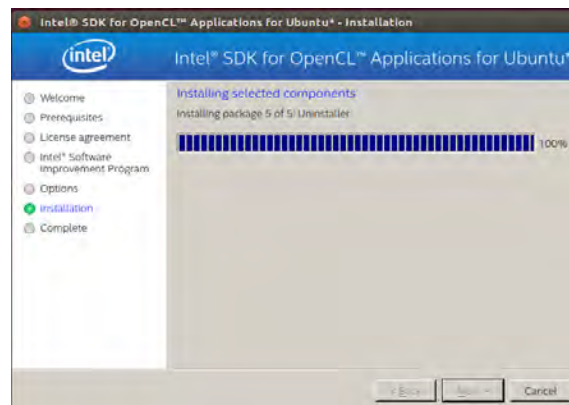 Intel® SDK for OpenCL™ Applications for Ubuntu* - Installation
intel
Intel® SDK for OpenCL™ Applications for Ubuntu*
Welcome
Prerequisites
License agreement
Intel® Software
Improvement Program
Options
Installation
Complete
Installing selected components
Installing package 5 of 5: Uninstaller
100%
< Back
Next >
Cancel